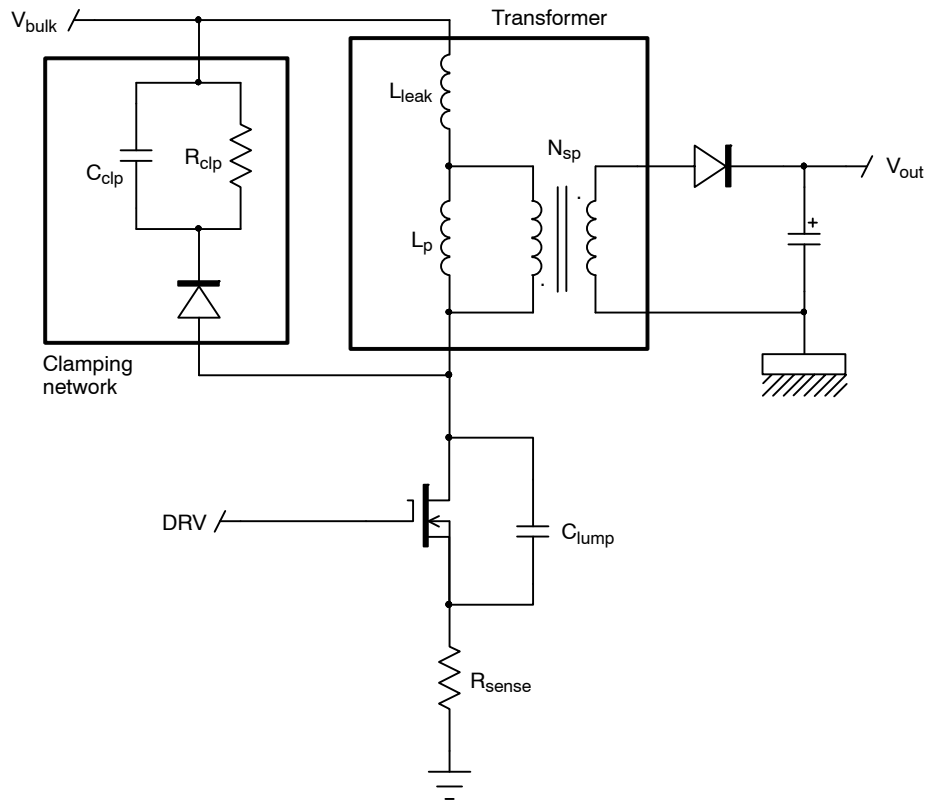 Transformer
Vbulk
Lleak
Cclp
Rclp
Nsp
Vout
Lp
+
Clamping
network
DRV
Clump
Rsense